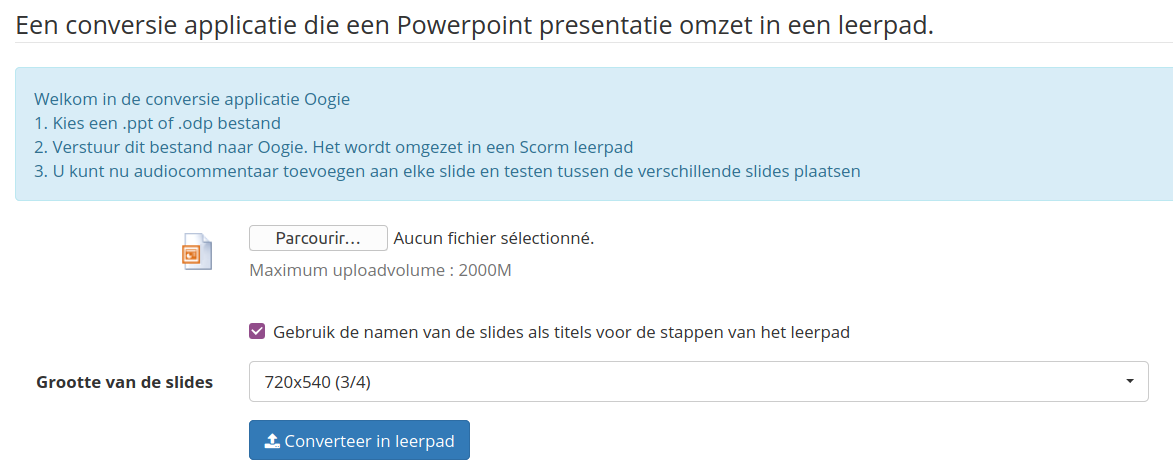 Een conversie applicatie die een Powerpoint presentatie omzet in een leerpad.
Welkom in de conversie applicatie Oogie
1. Kies een .ppt of .odp bestand
2. Verstuur dit bestand naar Oogie. Het wordt omgezet in een Scorm leerpad
3. U kunt nu audiocommentaar toevoegen aan elke slide en testen tussen de verschillende slides plaatsen
Parcourir... Aucun fichier sélectionné.
Maximum uploadvolume : 2000M
Gebruik de namen van de slides als titels voor de stappen van het leerpad
Grootte van de slides 720x540 (3/4)
Converteer in leerpad